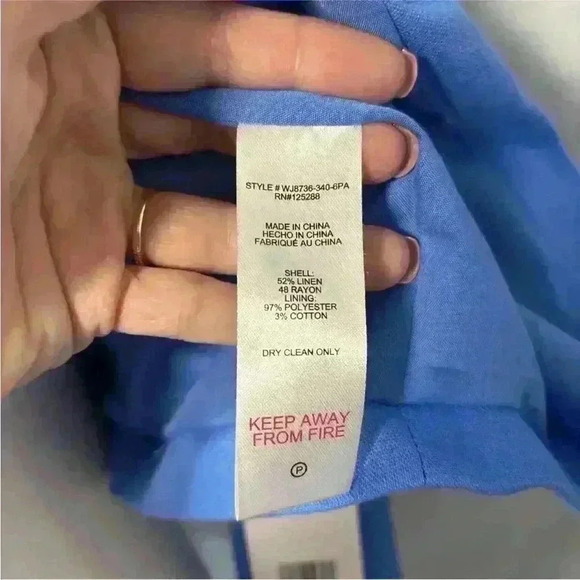 STYLE # WJ8736-340-6PA
RN#125288
MADE IN CHINA
HECHO IN CHINA
FABRIQUÉ AU CHINA
SHELL:
52% LINEN
48 RAYON
LINING:
97% POLYESTER
3% COTTON
DRY CLEAN ONLY
KEEP AWAY
FROM FIRE
P